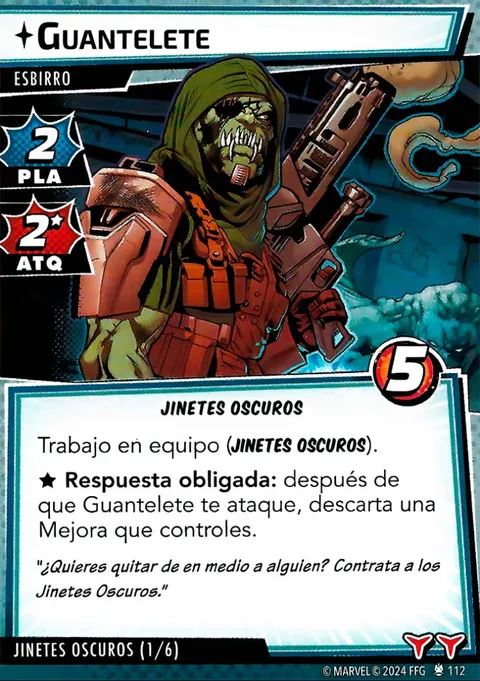 Guantelete
ESBIRRO
2
PLA
2★
ATQ
5
JINETES OSCUROS
Trabajo en equipo (JINETES OSCUROS).
★ Respuesta obligada: después de
que Guantelete te ataque, descarta una
Mejora que controles.
"¿Quieres quitar de en medio a alguien? Contrata a los
Jinetes Oscuros."
JINETES OSCUROS (1/6)
© MARVEL © 2024 FFG 112